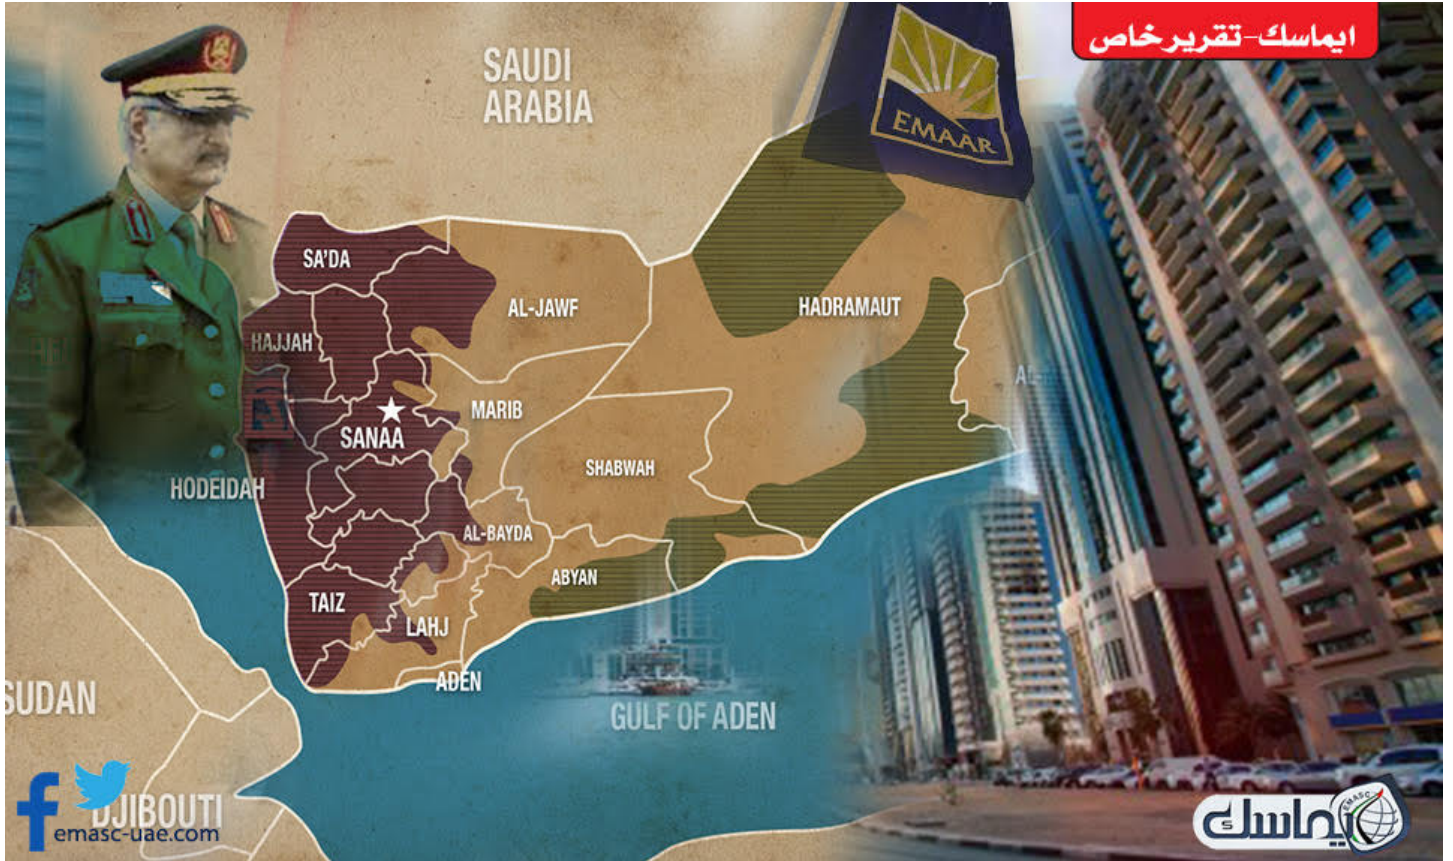 ايماسك-تقرير خاص
SAUDI
ARABIA
EMAAR
SA'DA
AL-JAWF
HADRAMAUT
HAJJAH
MARIB
SANAA
SHABWAH
HODEIDAH
AL-BAYDA
ABYAN
TAIZ
LAHJ
ADEN
SUDAN
GULF OF ADEN
DJIBOUTI
emasc-uae.com
EMASC
ايماسك